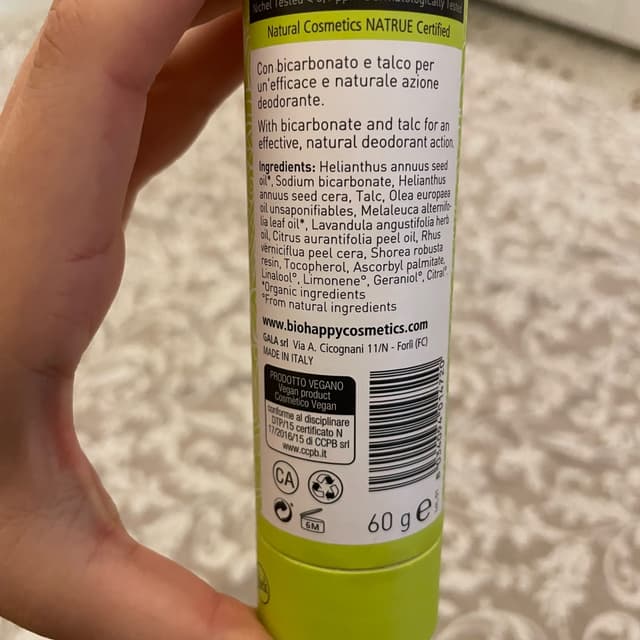 Nichel Tested
Dermatologically Tested
Natural Cosmetics NATRUE Certified
Con bicarbonato e talco per
un'efficace e naturale azione
deodorante.
With bicarbonate and talc for an
effective, natural deodorant action.
Ingredients: Helianthus annuus seed
oil*, Sodium bicarbonate, Helianthus
annuus seed cera, Talc, Olea europaea
oil unsaponifiables, Melaleuca alternifo-
lia leaf oil*, Lavandula angustifolia herb
oil, Citrus aurantifolia peel oil, Rhus
verniciflua peel cera, Shorea robusta
resin, Tocopherol, Ascorbyl palmitate,
Linalool°, Limonene°, Geraniol°, Citral°
*Organic ingredients
°From natural ingredients
www.biohappycosmetics.com
GALA srl Via A. Cicognani 11/N - Forlì (FC)
MADE IN ITALY
PRODOTTO VEGANO
Vegan product
Cosmético Vegan
conforme al disciplinare
DTP/15 certificato N
17/2016/15 di CCPB srl
www.ccpb.it
CA
6M
60 g e